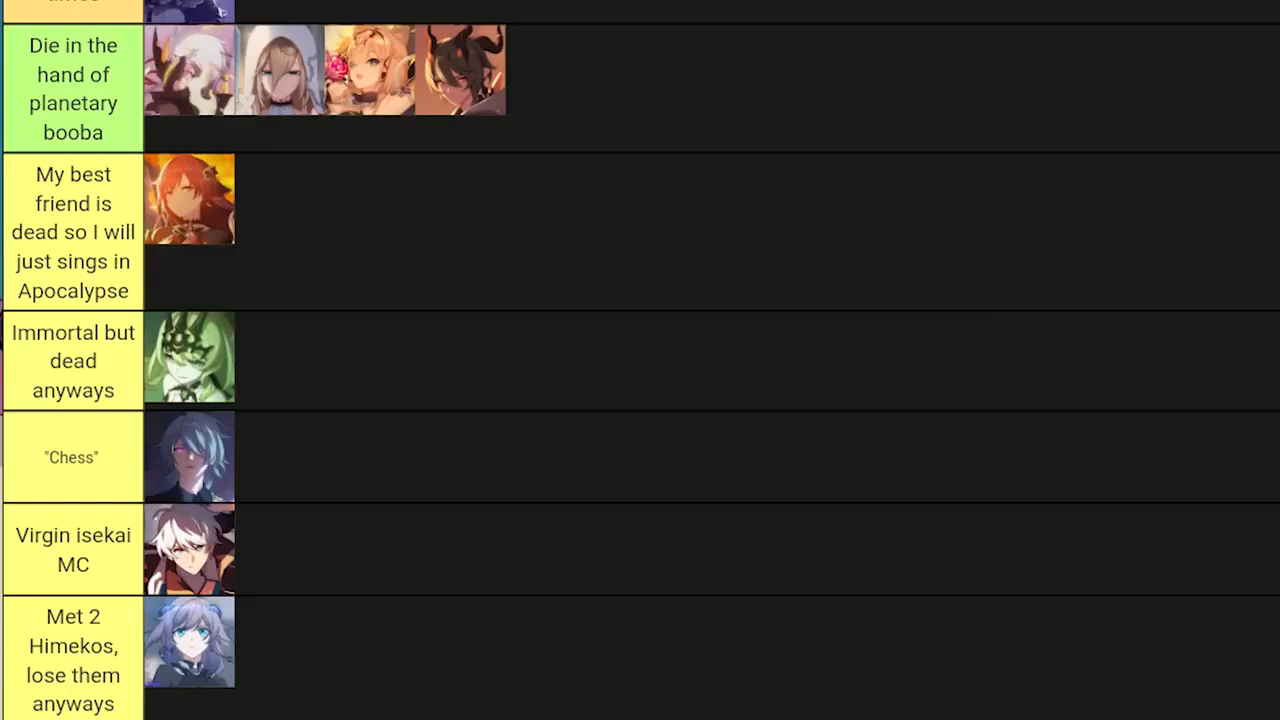 Die in the
hand of
planetary
booba
My best
friend is
dead so I will
just sings in
Apocalypse
Immortal but
dead
anyways
"Chess"
Virgin isekai
MC
Met 2
Himekos,
lose them
anyways